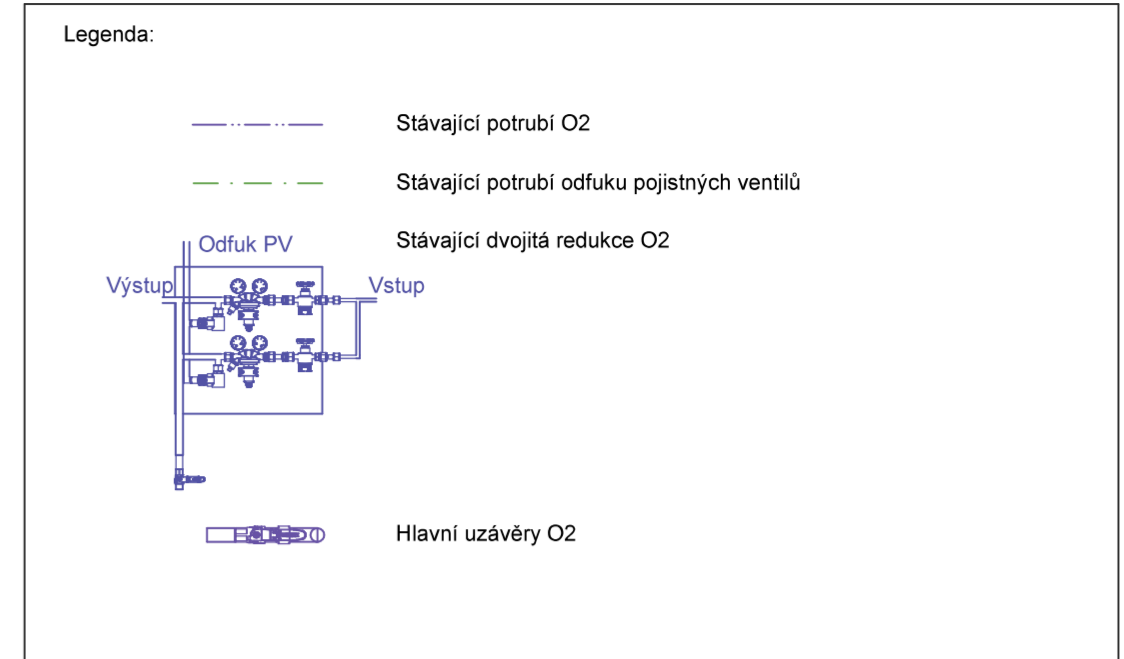 Legenda:
Stávající potrubí O2
Stávající potrubí odfuku pojistných ventilů
Stávající dvojitá redukce O2
Odfuk PV
Výstup
Vstup
Hlavní uzávěry O2